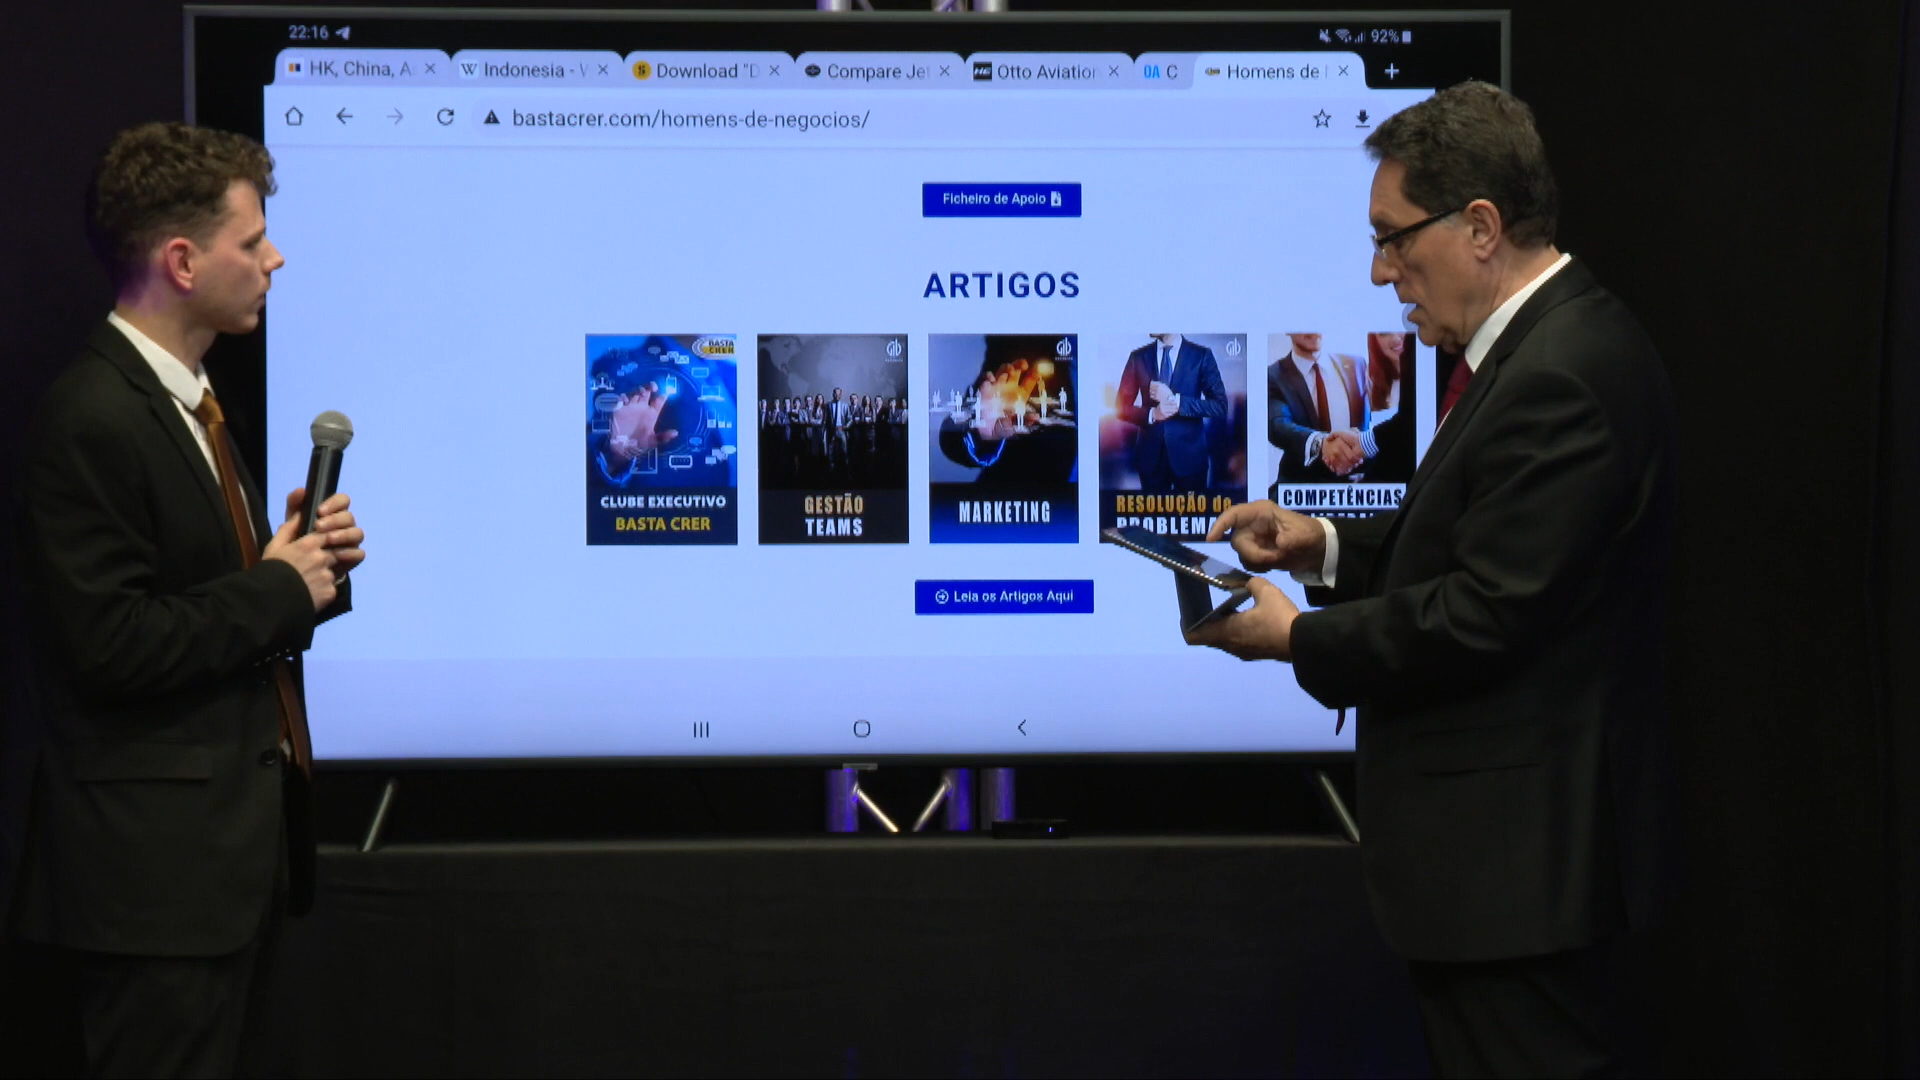 22:16
92%
HK, China, A
Indonesia - W
Download "D
Compare Jet
Otto Aviation
OA C
Homens de
bastacrer.com/homens-de-negocios/
Ficheiro de Apoio
ARTIGOS
BASTA CRER
CLUBE EXECUTIVO
BASTA CRER
GESTÃO
TEAMS
MARKETING
RESOLUÇÃO de
PROBLEMA
COMPETÊNCIAS
Leia os Artigos Aqui